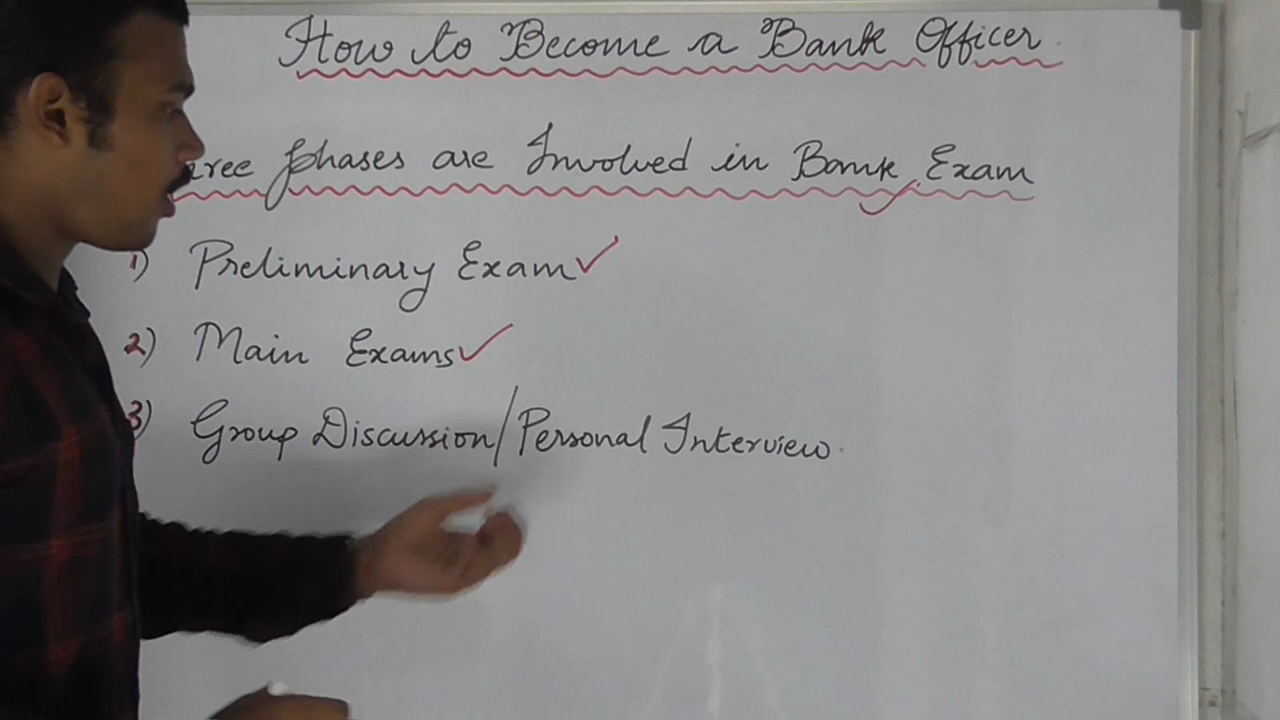 How to Become a Bank Officer.
ree phases are Involved in Bank Exam
1) Preliminary Exam
2) Main Exams
3) Group Discussion/Personal Interview.